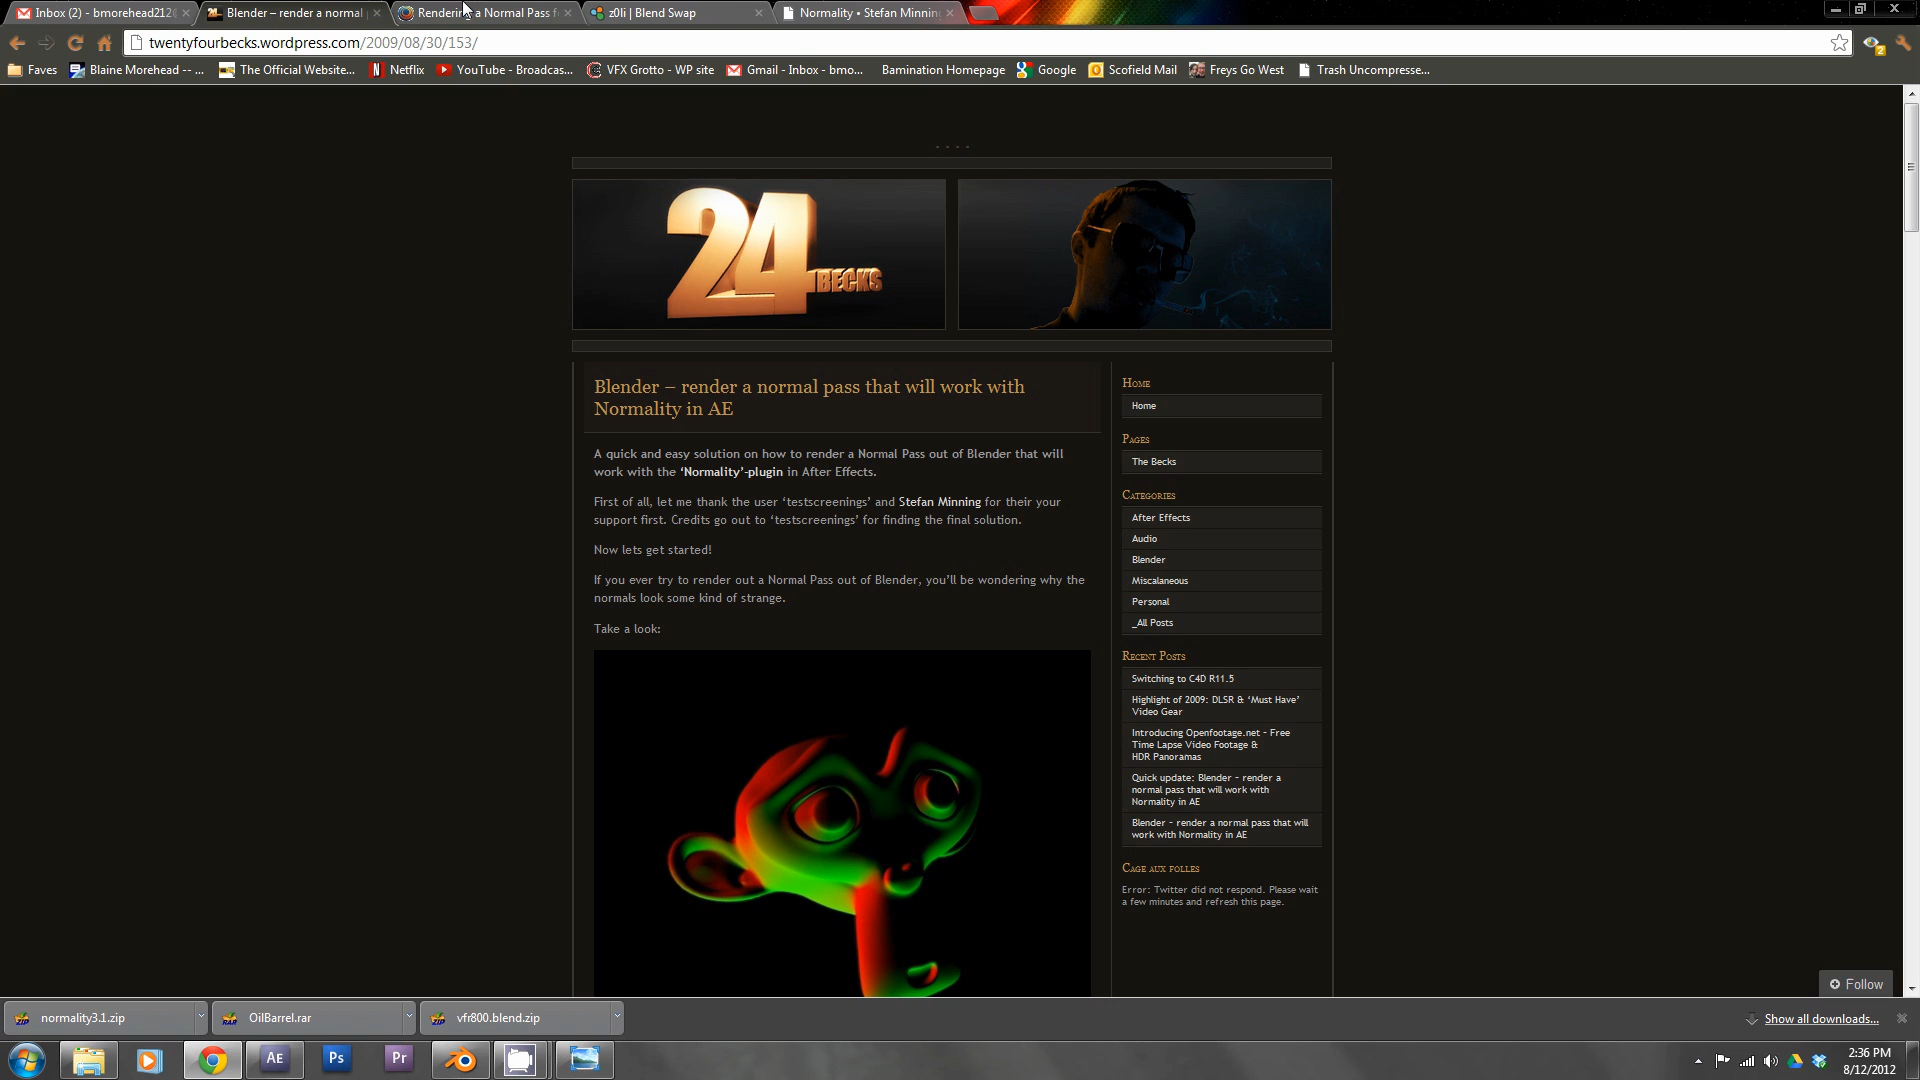 Inbox (2) - bmorehead212
Blender – render a normal
Rendering a Normal Pass f
z0li | Blend Swap
Normality • Stefan Minning
twentyfourbecks.wordpress.com/2009/08/30/153/
2
Faves
Blaine Morehead -- ...
The Official Website...
Netflix
YouTube - Broadcas...
VFX Grotto - WP site
Gmail - Inbox - bmo...
Bamination Homepage
Google
Scofield Mail
Freys Go West
Trash Uncompresse...
24 BECKS
Blender – render a normal pass that will work with
Normality in AE
A quick and easy solution on how to render a Normal Pass out of Blender that will
work with the ‘Normality’-plugin in After Effects.
First of all, let me thank the user ‘testscreenings’ and Stefan Minning for their your
support first. Credits go out to ‘testscreenings’ for finding the final solution.
Now lets get started!
If you ever try to render out a Normal Pass out of Blender, you’ll be wondering why the
normals look some kind of strange.
Take a look:
Home
Home
Pages
The Becks
Categories
After Effects
Audio
Blender
Miscalaneous
Personal
_All Posts
Recent Posts
Switching to C4D R11.5
Highlight of 2009: DLSR & ‘Must Have’
Video Gear
Introducing Openfootage.net – Free
Time Lapse Video Footage &
HDR Panoramas
Quick update: Blender – render a
normal pass that will work with
Normality in AE
Blender – render a normal pass that will
work with Normality in AE
Cage aux folles
Error: Twitter did not respond. Please wait
a few minutes and refresh this page.
Follow
normality3.1.zip
OilBarrel.rar
vfr800.blend.zip
Show all downloads...
AE
Ps
Pr
2:36 PM
8/12/2012